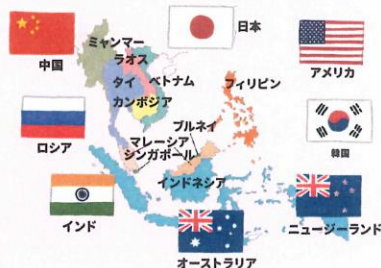 日本
ミャンマー
中国
ラオス
アメリカ
タイ
ベトナム
フィリピン
カンボジア
ブルネイ
ロシア
マレーシア
シンガポール
韓国
インドネシア
インド
ニュージーランド
オーストラリア